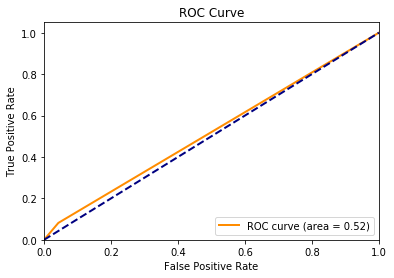 ROC Curve
True Positive Rate
1.0
0.8
0.6
0.4
0.2
0.0
ROC curve (area = 0.52)
0.0 0.2 0.4 0.6 0.8 1.0
False Positive Rate